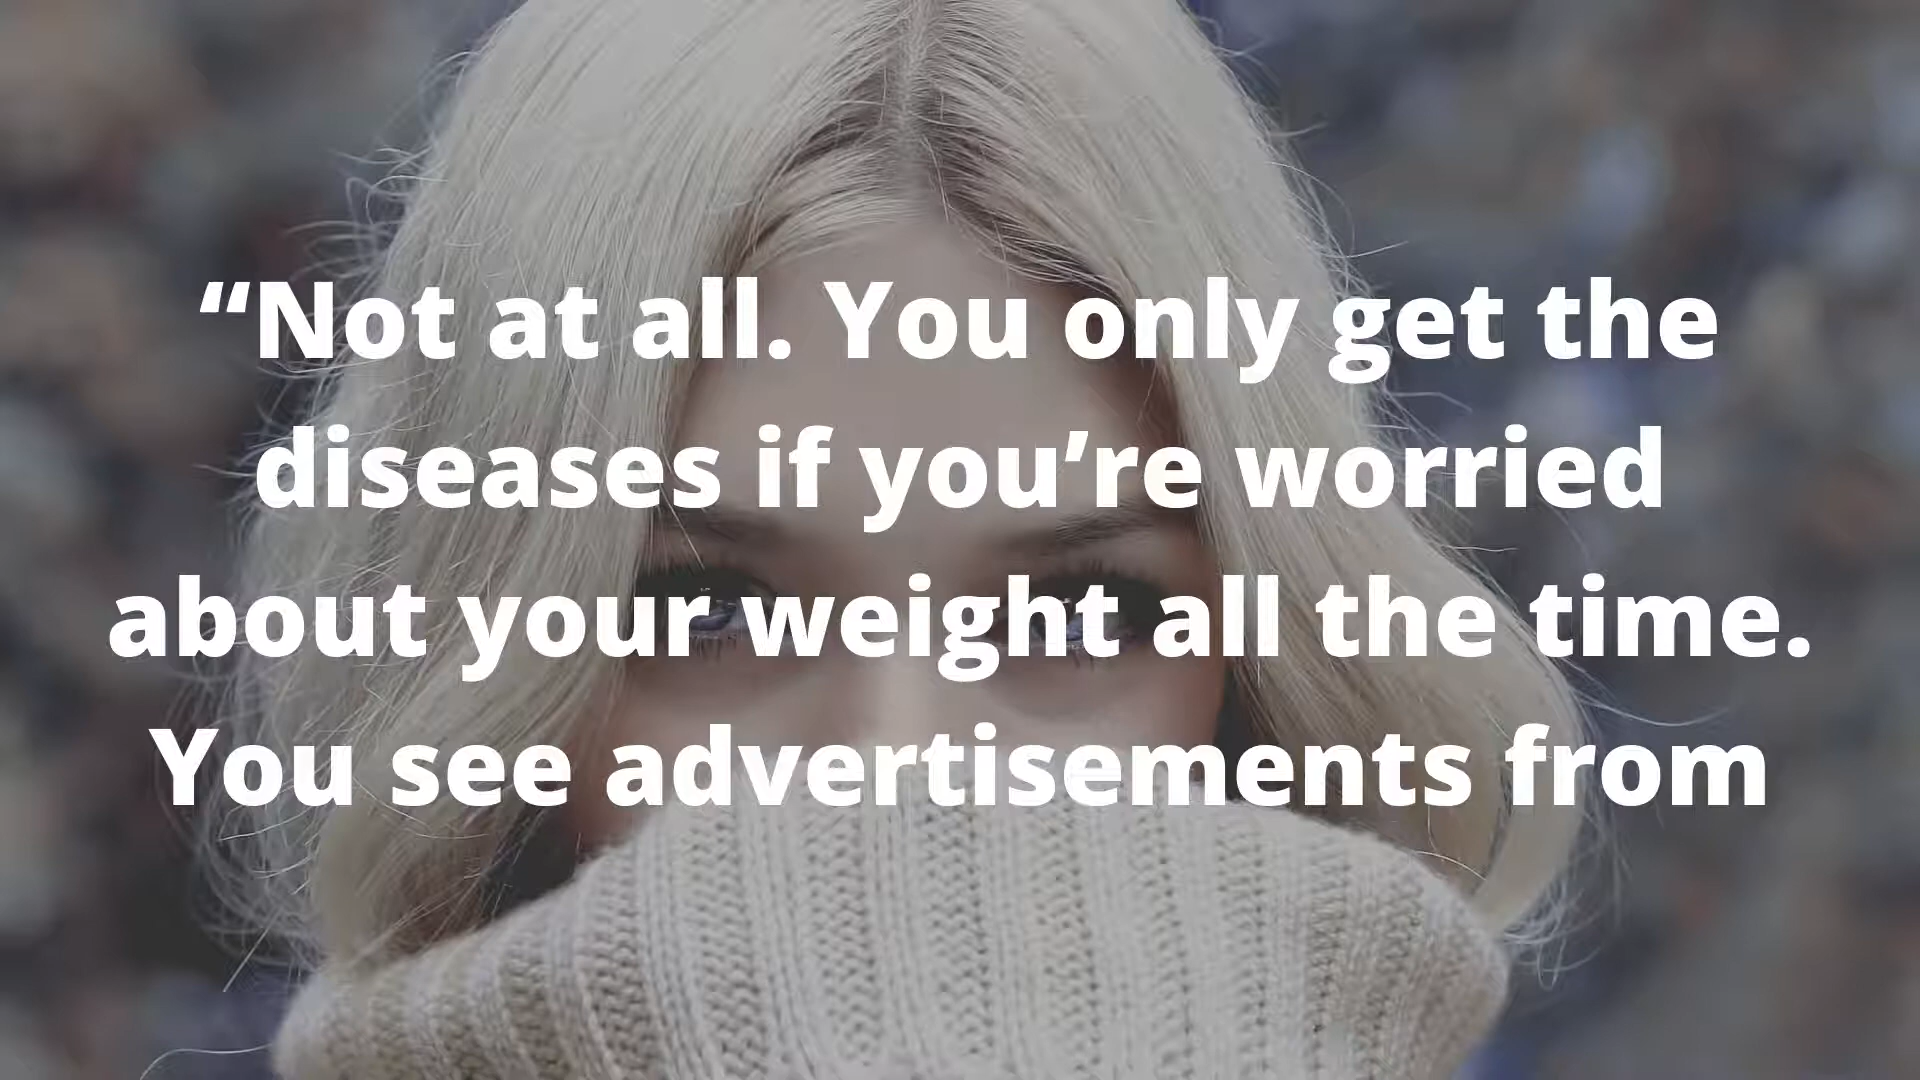 “Not at all. You only get the
diseases if you’re worried
about your weight all the time.
You see advertisements from